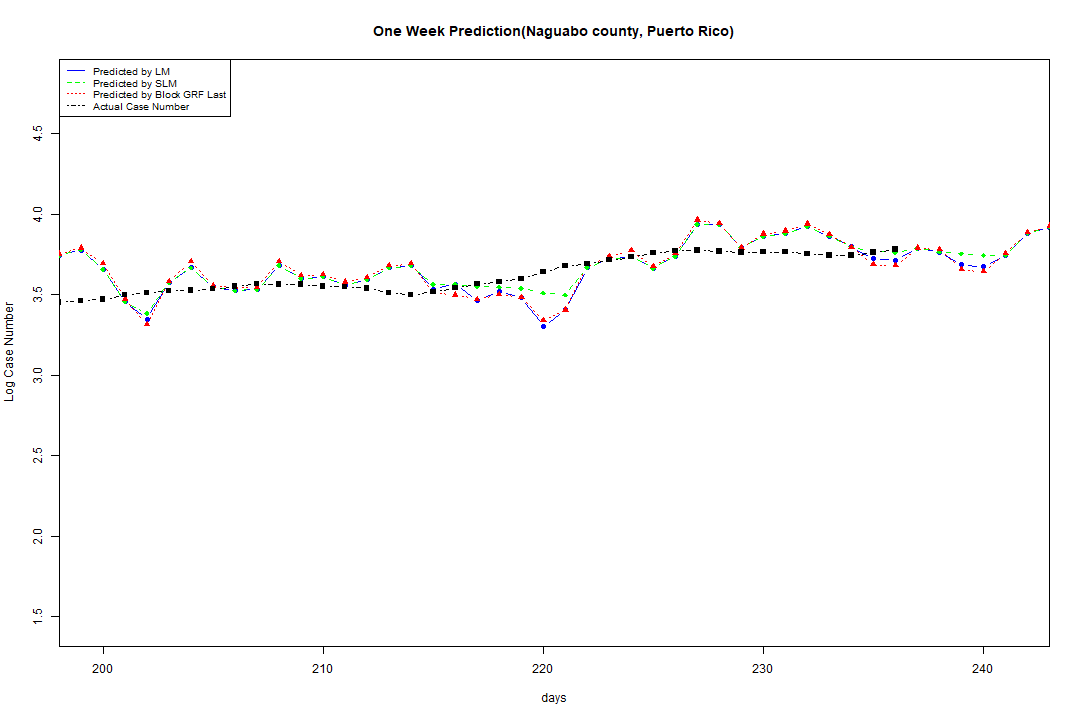 One Week Prediction(Naguabo county, Puerto Rico)
Predicted by LM
Predicted by SLM
Predicted by Block GRF Last
Actual Case Number
4.5
4.0
3.5
3.0
2.5
2.0
1.5
Log Case Number
200 210 220 230 240
days